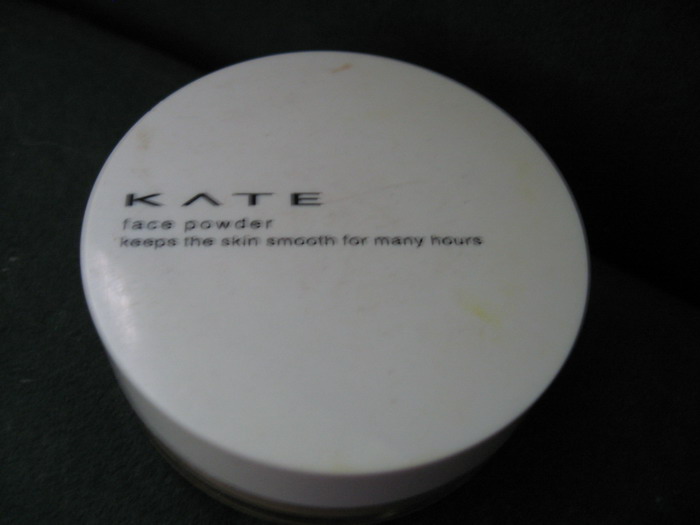 KATE
face powder
keeps the skin smooth for many hours